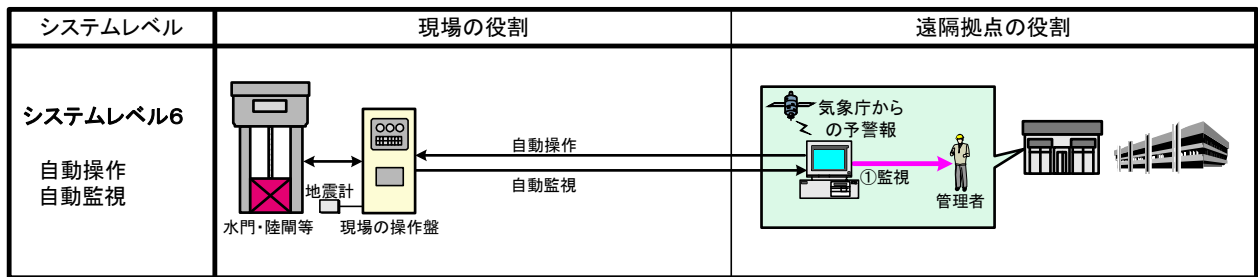 システムレベル
現場の役割
遠隔拠点の役割
システムレベル6
自動操作
自動監視
地震計
水門・陸閘等
現場の操作盤
自動操作
自動監視
気象庁から
の予警報
①監視
管理者